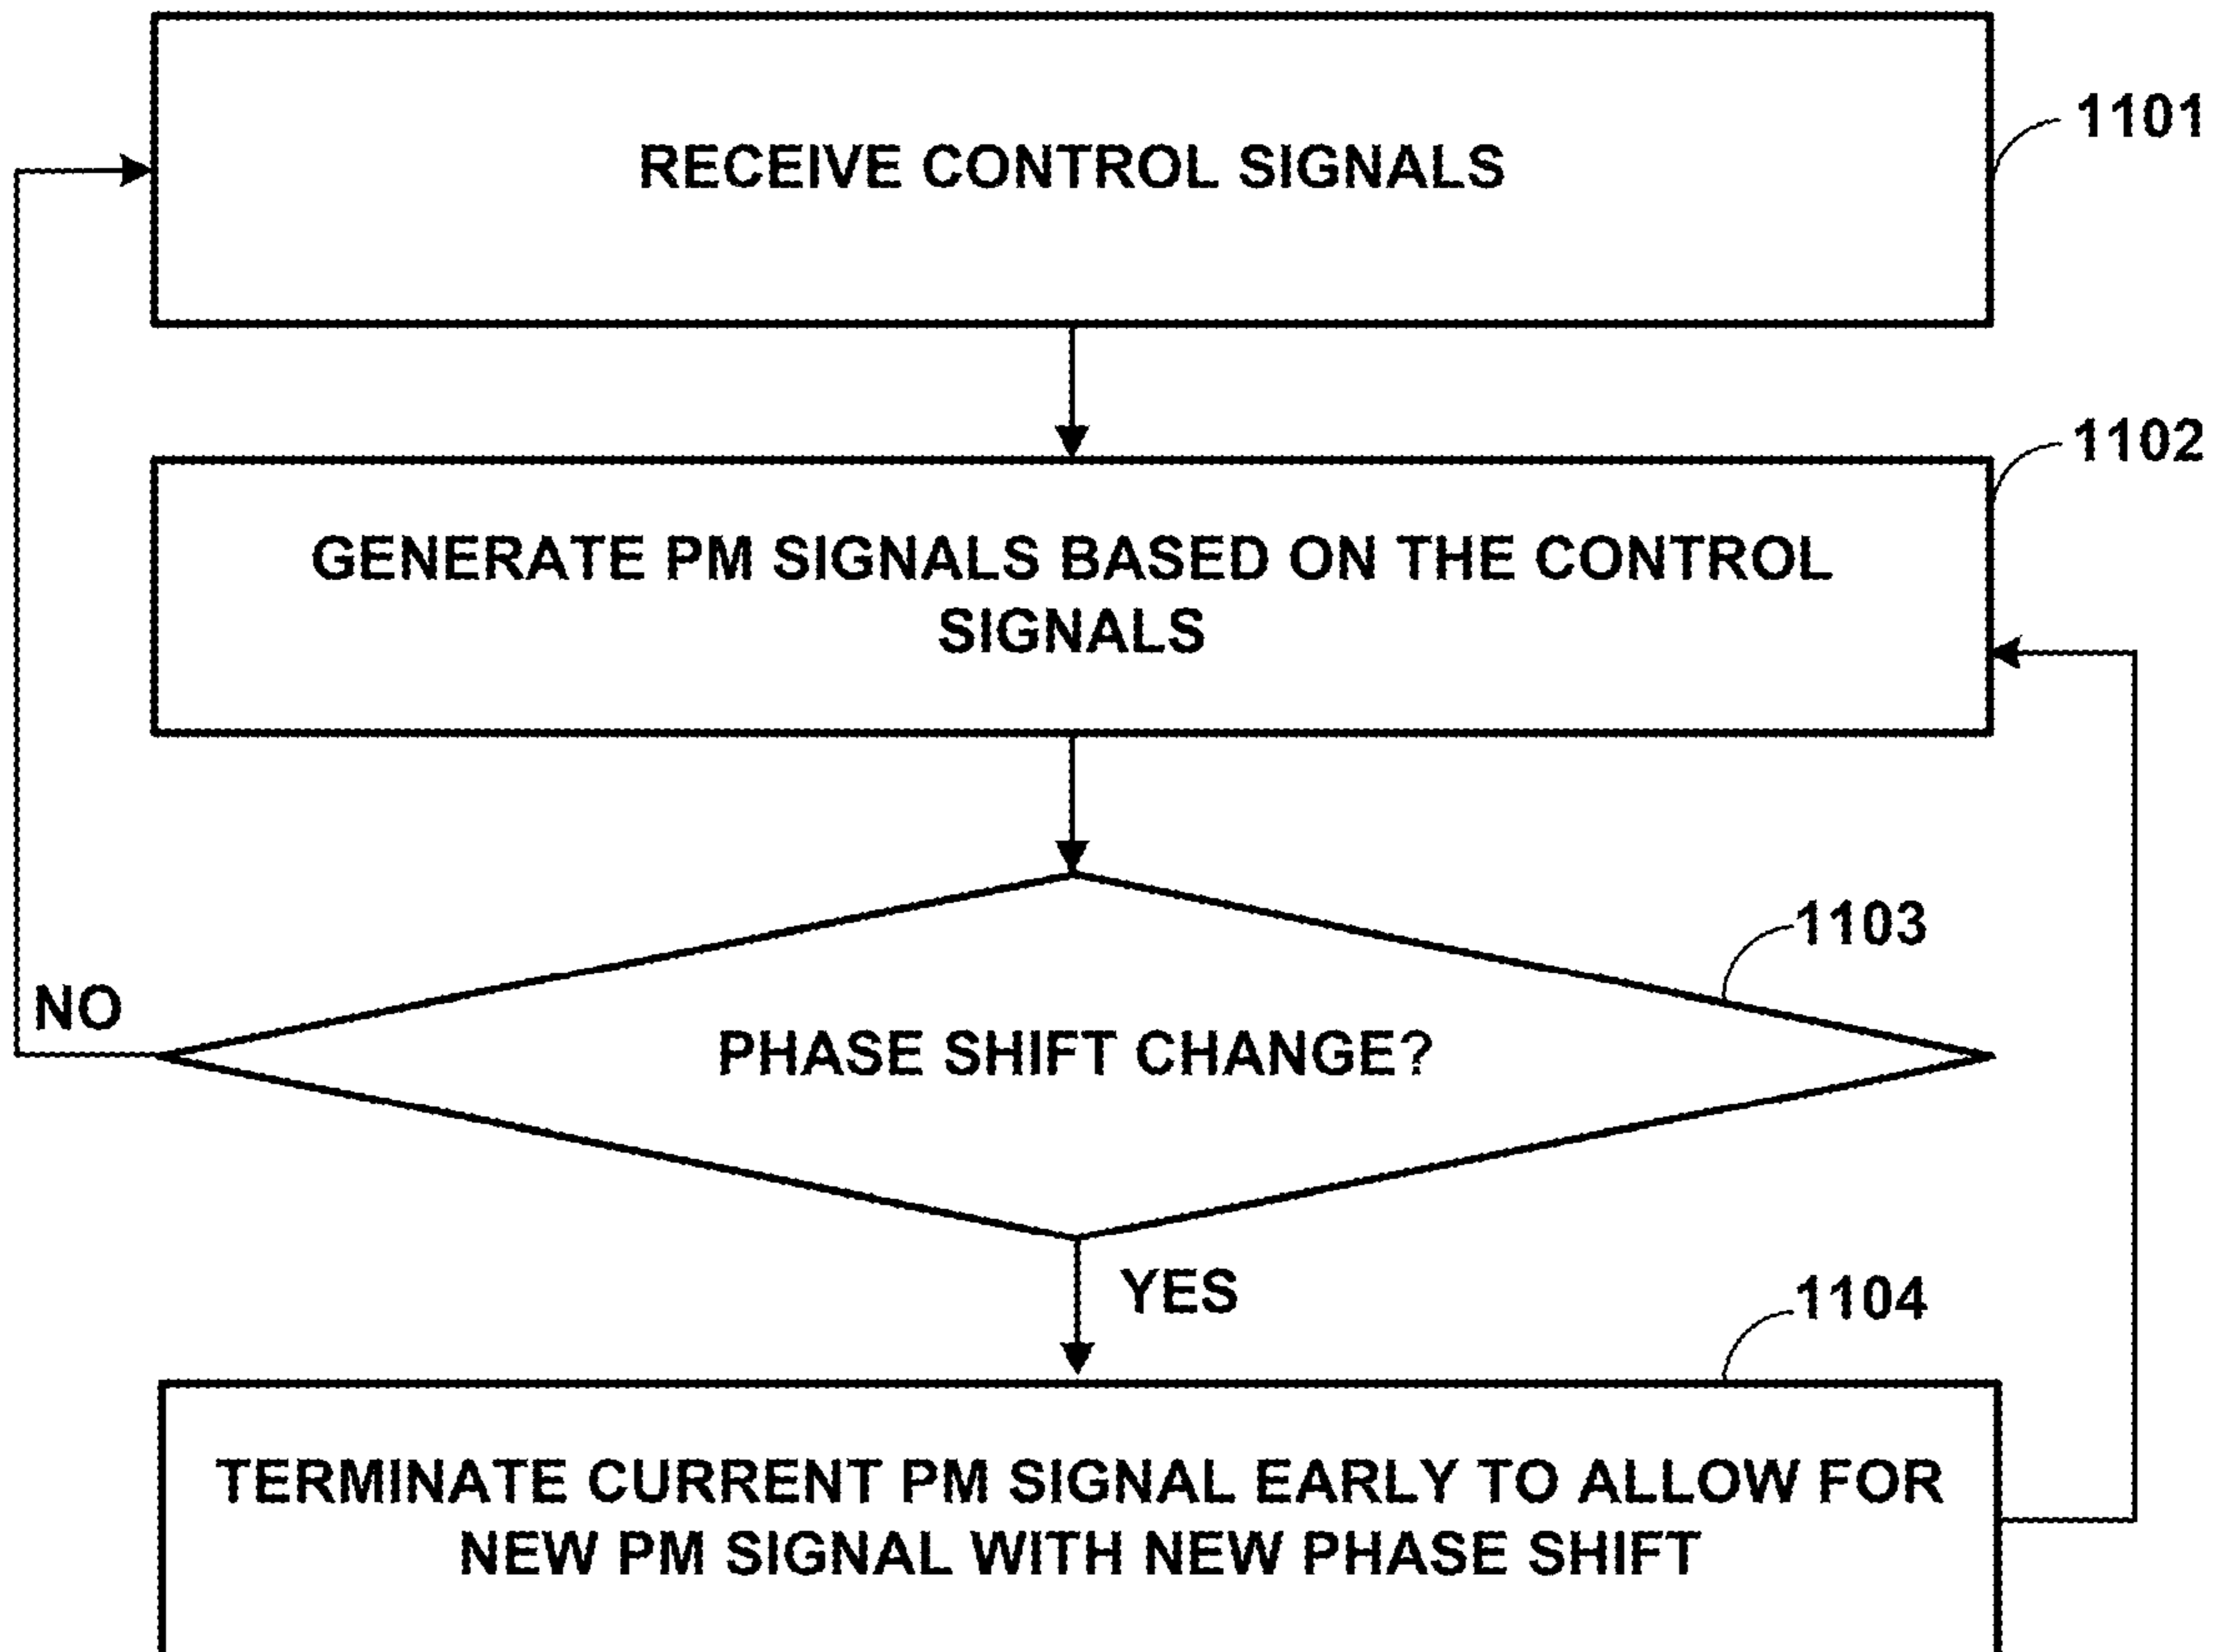 RECEIVE CONTROL SIGNALS
1101
1102
GENERATE PM SIGNALS BASED ON THE CONTROL
SIGNALS
1103
NO
PHASE SHIFT CHANGE?
YES
1104
TERMINATE CURRENT PM SIGNAL EARLY TO ALLOW FOR
NEW PM SIGNAL WITH NEW PHASE SHIFT